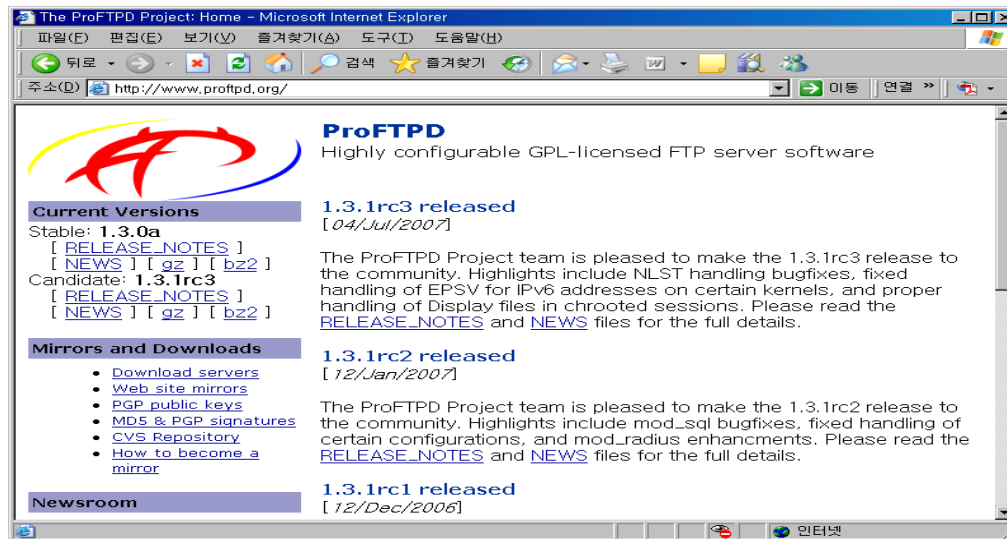 The ProFTPD Project: Home - Microsoft Internet Explorer
파일(F) 편집(E) 보기(V) 즐겨찾기(A) 도구(T) 도움말(H)
뒤로 검색 즐겨찾기
주소(D) http://www.proftpd.org/ 이동 연결 »
ProFTPD
Highly configurable GPL-licensed FTP server software
Current Versions
Stable: 1.3.0a
[ RELEASE_NOTES ]
[ NEWS ] [ gz ] [ bz2 ]
Candidate: 1.3.1rc3
[ RELEASE_NOTES ]
[ NEWS ] [ gz ] [ bz2 ]
Mirrors and Downloads
• Download servers
• Web site mirrors
• PGP public keys
• MD5 & PGP signatures
• CVS Repository
• How to become a
mirror
Newsroom
1.3.1rc3 released
[04/Jul/2007]
The ProFTPD Project team is pleased to make the 1.3.1rc3 release to
the community. Highlights include NLST handling bugfixes, fixed
handling of EPSV for IPv6 addresses on certain kernels, and proper
handling of Display files in chrooted sessions. Please read the
RELEASE_NOTES and NEWS files for the full details.
1.3.1rc2 released
[12/Jan/2007]
The ProFTPD Project team is pleased to make the 1.3.1rc2 release to
the community. Highlights include mod_sql bugfixes, fixed handling of
certain configurations, and mod_radius enhancments. Please read the
RELEASE_NOTES and NEWS files for the full details.
1.3.1rc1 released
[12/Dec/2006]
인터넷